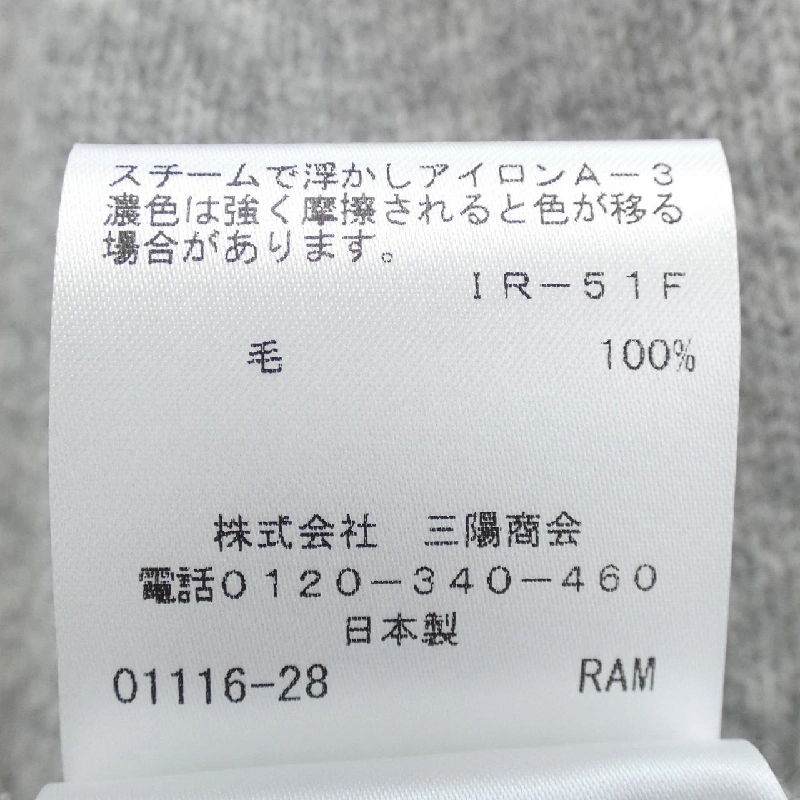 スチームで浮かしアイロンA－3
濃色は強く摩擦されると色が移る
場合があります。
IR－51F
毛 100%
株式会社 三陽商会
電話0120－340－460
日本製
01116-28 RAM